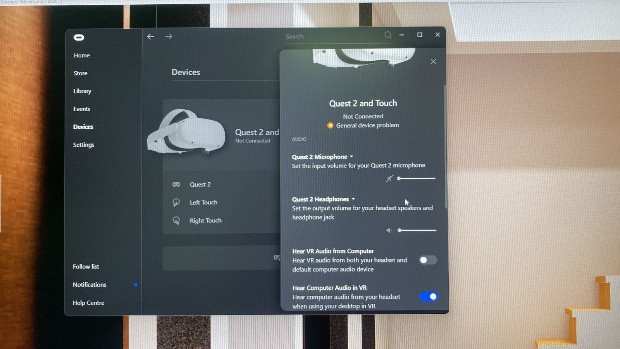 Search
Home
Store
Library
Events
Devices
Settings
Follow list
Notifications
Help Centre
Devices
Quest 2 and
Not Connected
Quest 2
Left Touch
Right Touch
Quest 2 and Touch
Not Connected
General device problem
AUDIO
Quest 2 Microphone
Set the input volume for your Quest 2 microphone
Quest 2 Headphones
Set the output volume for your headset speakers and
headphone jack
Hear VR Audio from Computer
Hear VR audio from both your headset and
default computer audio device
Hear Computer Audio in VR
Hear computer audio from your headset
when using your desktop in VR